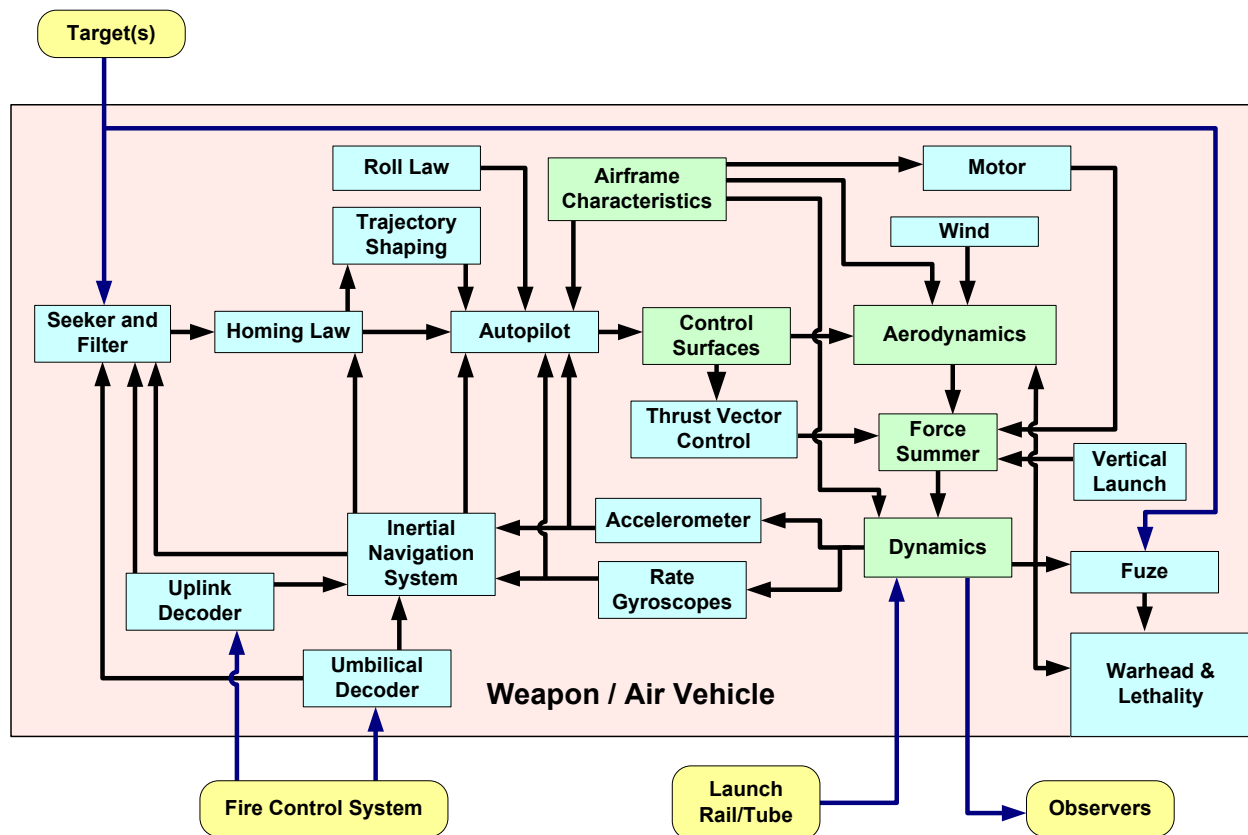 Target(s)
Roll Law
Airframe
Characteristics
Motor
Trajectory
Shaping
Wind
Seeker and
Filter
Homing Law
Autopilot
Control
Surfaces
Aerodynamics
Thrust Vector
Control
Force
Summer
Vertical
Launch
Inertial
Navigation
System
Accelerometer
Dynamics
Uplink
Decoder
Rate
Gyroscopes
Fuze
Umbilical
Decoder
Weapon / Air Vehicle
Warhead &
Lethality
Fire Control System
Launch
Rail/Tube
Observers